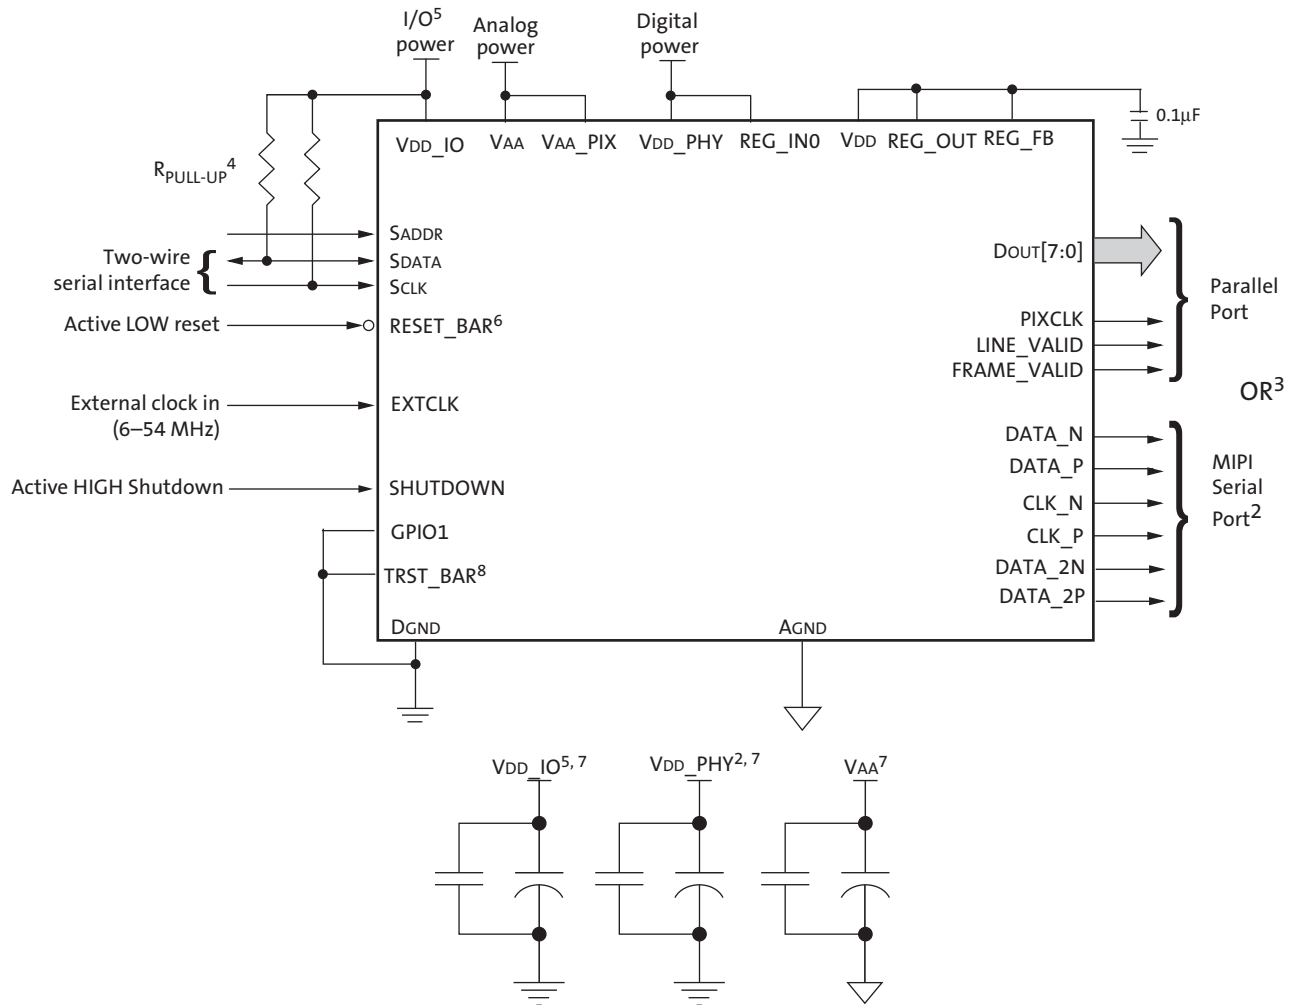 I/O5
power
Analog
power
Digital
power
0.1µF
VDD_IO
VAA
VAA_PIX
VDD_PHY
REG_IN0
VDD
REG_OUT
REG_FB
RPULL-UP4
SADDR
Two-wire
serial interface
{
SDATA
SCLK
Active LOW reset
RESET_BAR6
External clock in
(6–54 MHz)
EXTCLK
Active HIGH Shutdown
SHUTDOWN
GPIO1
TRST_BAR8
DGND
AGND
DOUT[7:0]
PIXCLK
LINE_VALID
FRAME_VALID
}
Parallel
Port
OR3
DATA_N
DATA_P
CLK_N
CLK_P
DATA_2N
DATA_2P
}
MIPI
Serial
Port2
VDD_IO5, 7
VDD_PHY2, 7
VAA7